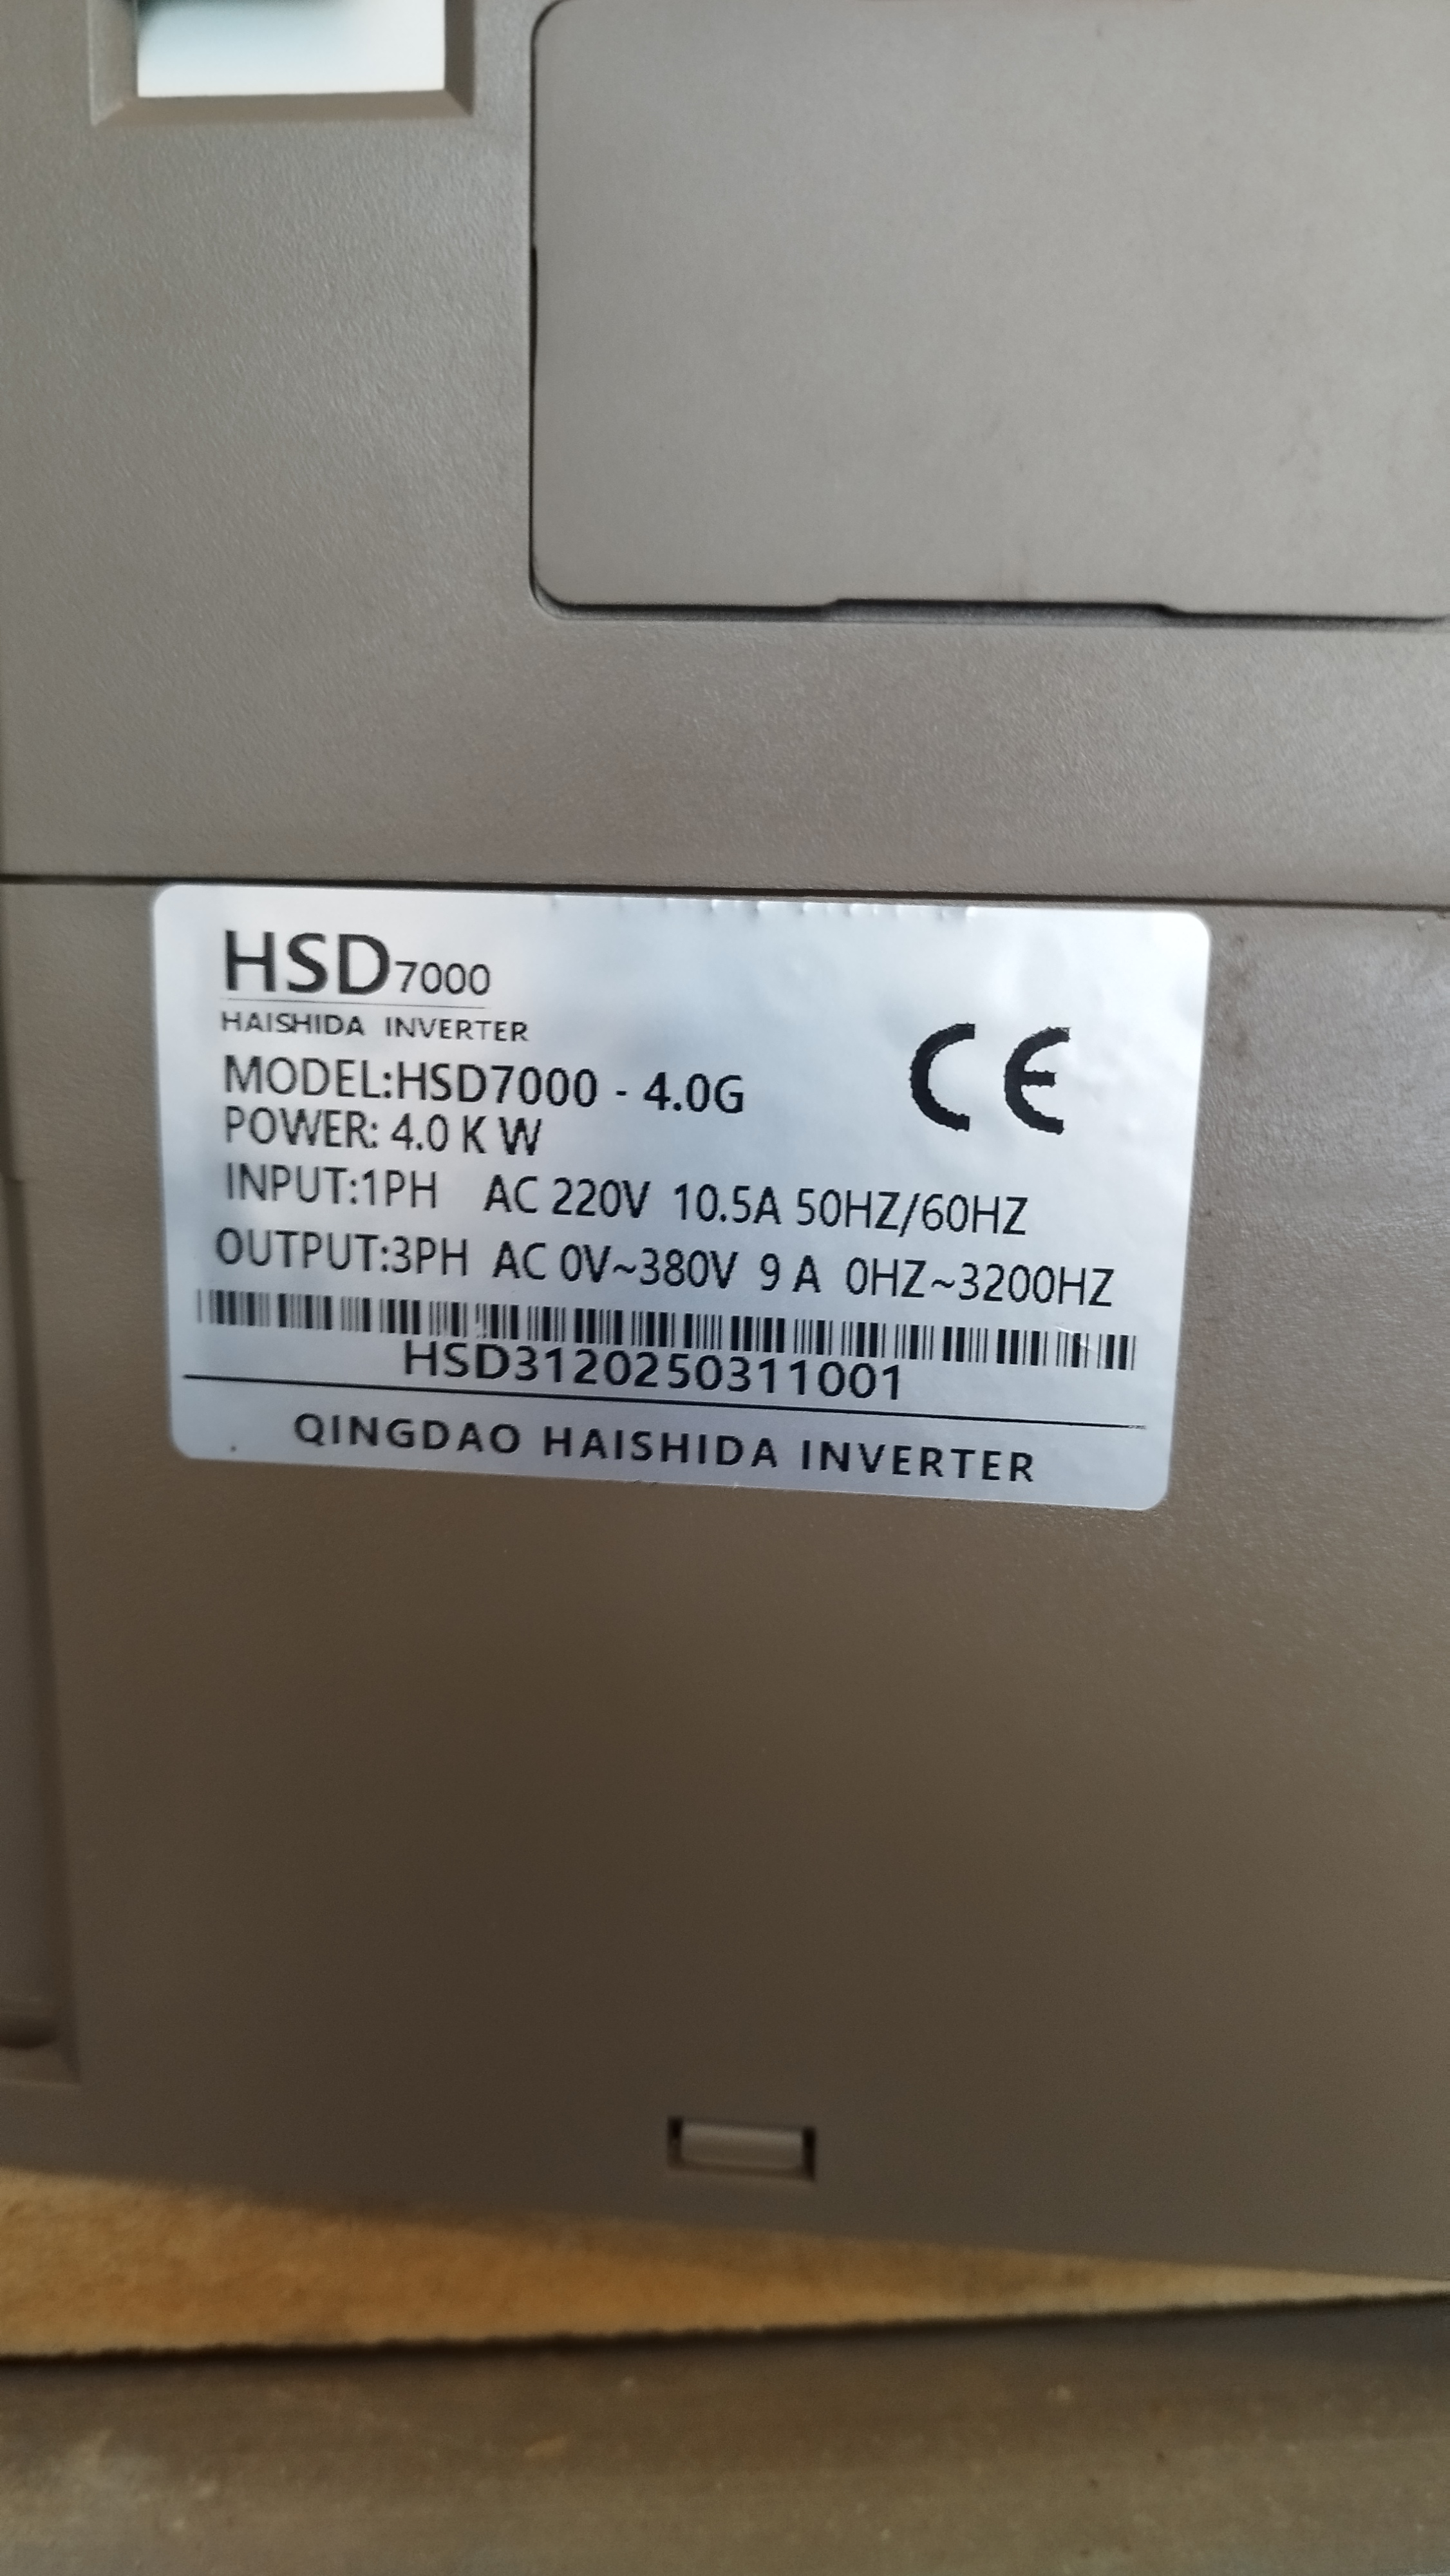 HSD7000
HAISHIDA INVERTER
CE
MODEL:HSD7000 - 4.0G
POWER: 4.0 K W
INPUT:1PH AC 220V 10.5A 50HZ/60HZ
OUTPUT:3PH AC 0V~380V 9 A 0HZ~3200HZ
HSD3120250311001
QINGDAO HAISHIDA INVERTER